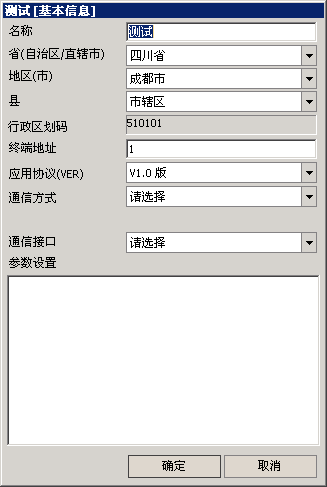 测试 [基本信息]
名称 测试
省(自治区/直辖市) 四川省
地区(市) 成都市
县 市辖区
行政区划码 510101
终端地址 1
应用协议(VER) V1.0 版
通信方式 请选择
通信接口 请选择
参数设置
确定 取消